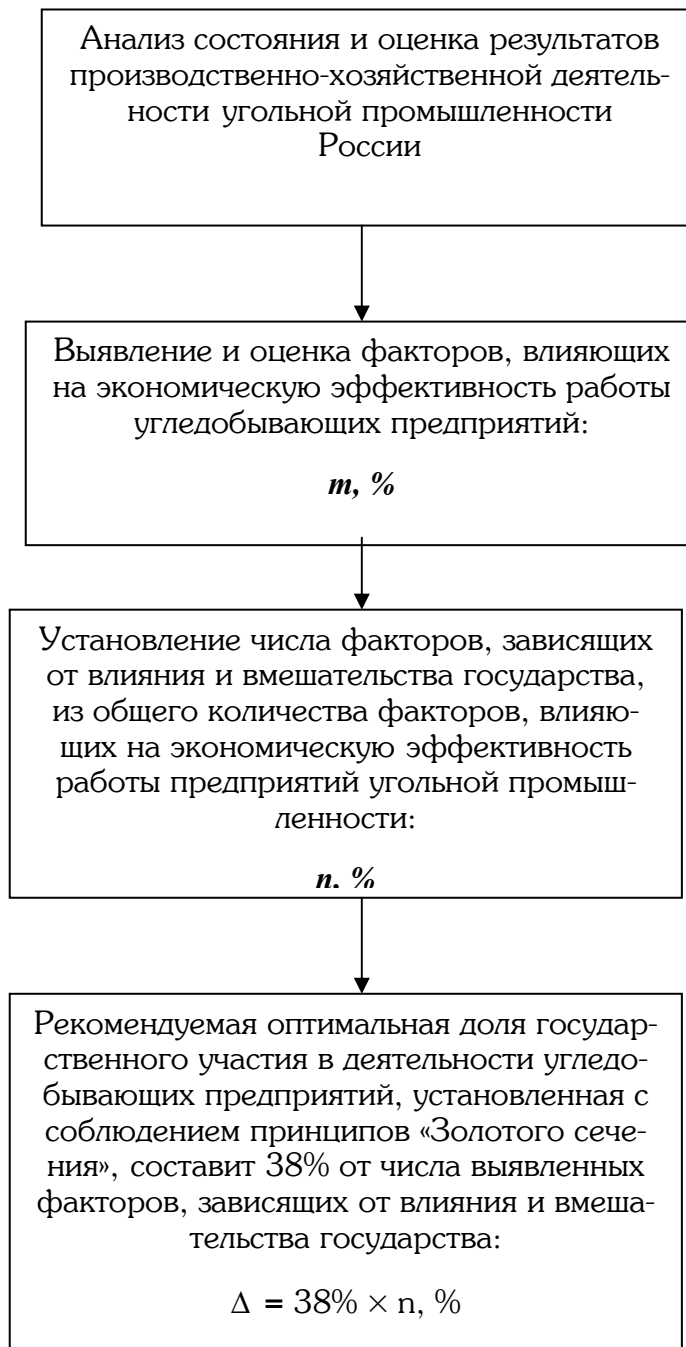 Анализ состояния и оценка результатов
производственно-хозяйственной деятель-
ности угольной промышленности
России
Выявление и оценка факторов, влияющих
на экономическую эффективность работы
угледобывающих предприятий:
m, %
Установление числа факторов, зависящих
от влияния и вмешательства государства,
из общего количества факторов, влияю-
щих на экономическую эффективность
работы предприятий угольной промыш-
ленности:
n, %
Рекомендуемая оптимальная доля государ-
ственного участия в деятельности угледо-
бывающих предприятий, установленная с
соблюдением принципов «Золотого сече-
ния», составит 38% от числа выявленных
факторов, зависящих от влияния и вмеша-
тельства государства:
Δ = 38% × n, %